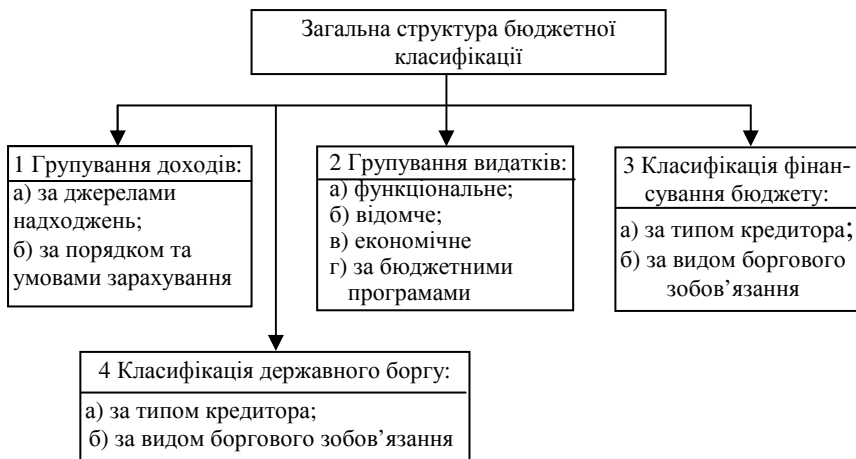 Загальна структура бюджетної
класифікації
1 Групування доходів:
а) за джерелами
надходжень;
б) за порядком та
умовами зарахування
2 Групування видатків:
а) функціональне;
б) відомче;
в) економічне
г) за бюджетними
програмами
3 Класифікація фінан-
сування бюджету:
а) за типом кредитора;
б) за видом боргового
зобов’язання
4 Класифікація державного боргу:
а) за типом кредитора;
б) за видом боргового зобов’язання